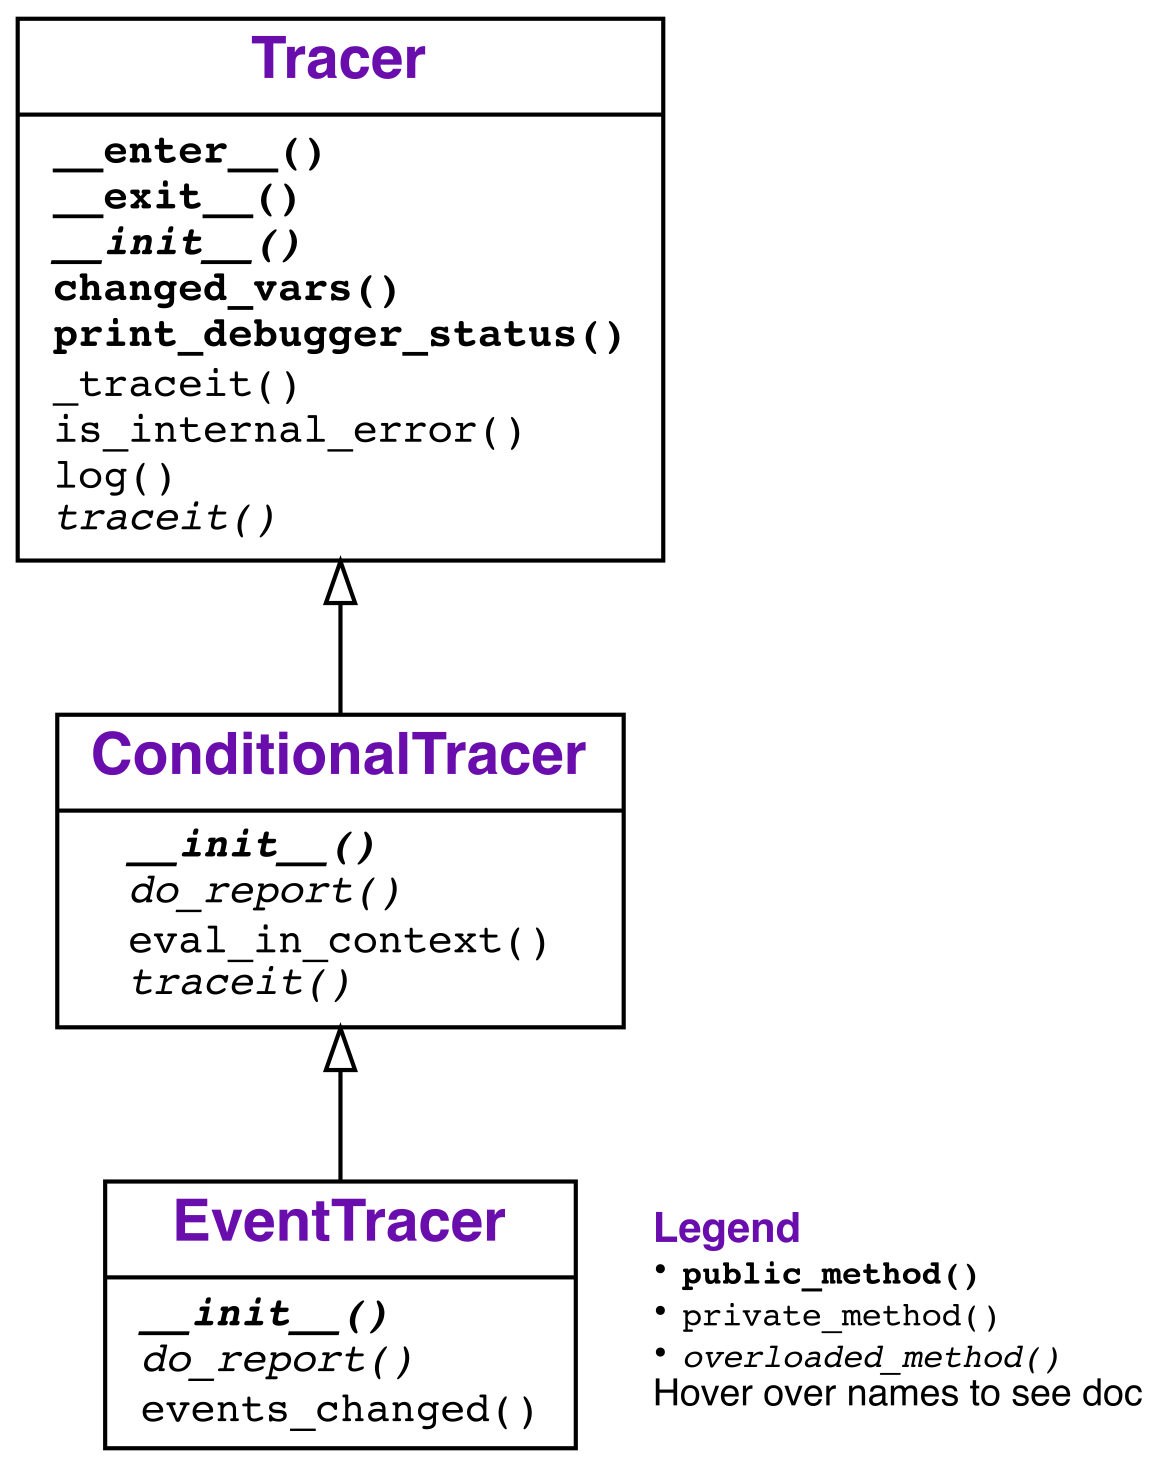 Tracer
__enter__()
__exit__()
__init__()
changed_vars()
print_debugger_status()
_traceit()
is_internal_error()
log()
traceit()
ConditionalTracer
__init__()
do_report()
eval_in_context()
traceit()
EventTracer
__init__()
do_report()
events_changed()
Legend
• public_method()
• private_method()
• overloaded_method()
Hover over names to see doc